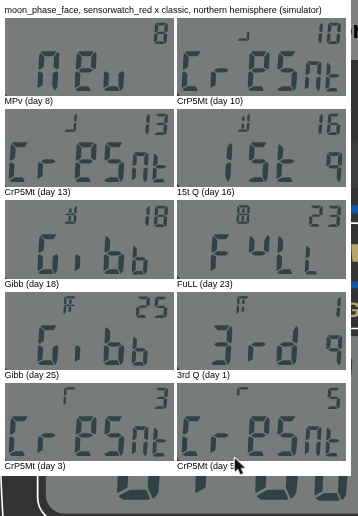 moon_phase_face, sensorwatch_red x classic, northern hemisphere (simulator)
8
NEu
MPv (day 8)
10
CrESNt
CrP5Mt (day 10)
13
CrESNt
CrP5Mt (day 13)
16
1St q
15t Q (day 16)
18
Gibb
Gibb (day 18)
23
FULL
FuLL (day 23)
25
Gibb
Gibb (day 25)
1
3rd q
3rd Q (day 1)
3
CrESNt
CrP5Mt (day 3)
5
CrESNt
CrP5Mt (day 5